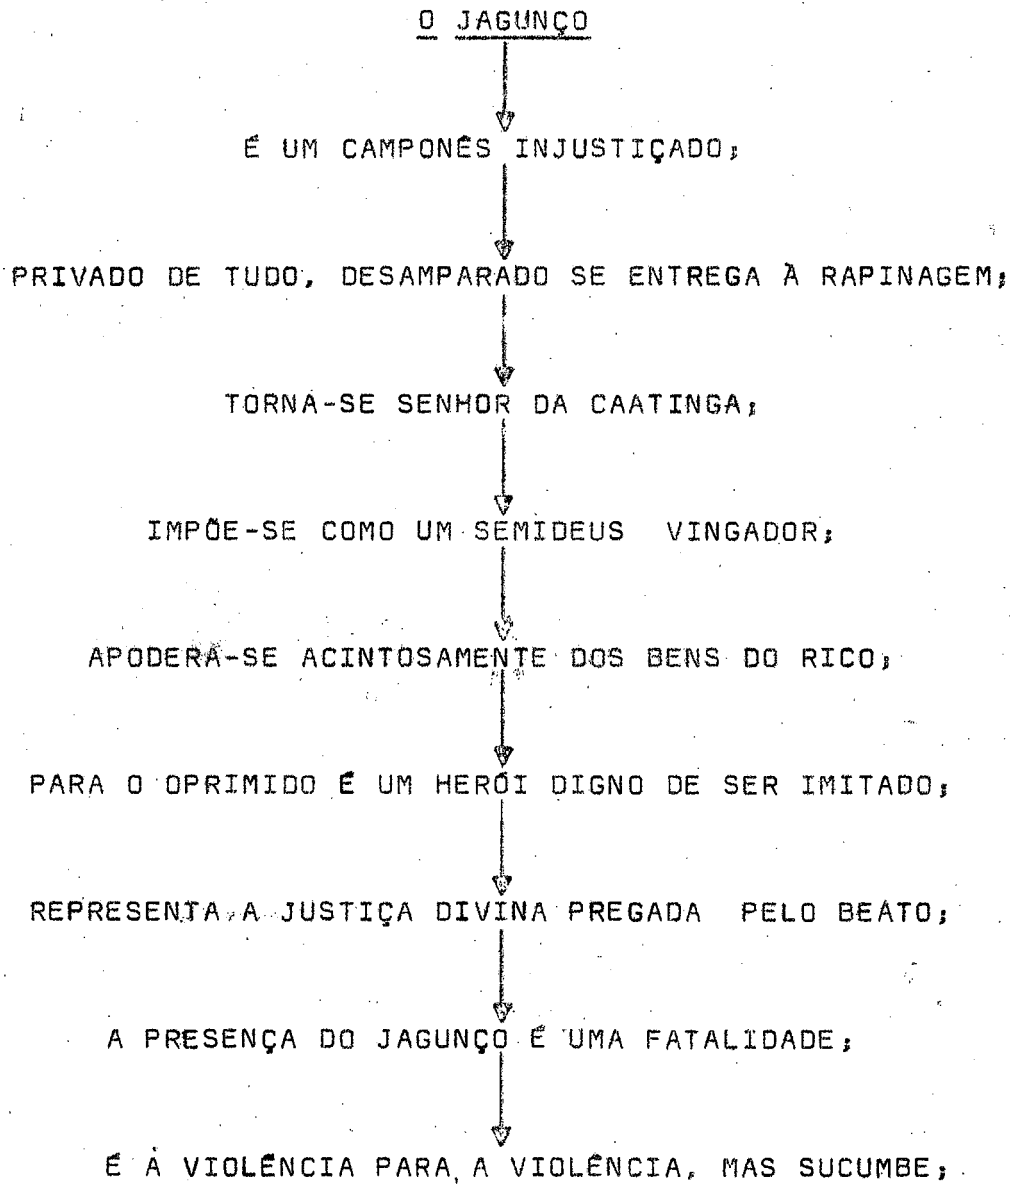 O JAGUNÇO
É UM CAMPONÊS INJUSTIÇADO;
PRIVADO DE TUDO, DESAMPARADO SE ENTREGA À RAPINAGEM;
TORNA-SE SENHOR DA CAATINGA;
IMPÕE-SE COMO UM SEMIDEUS VINGADOR;
APODERA-SE ACINTOSAMENTE DOS BENS DO RICO;
PARA O OPRIMIDO É UM HERÓI DIGNO DE SER IMITADO;
REPRESENTA A JUSTIÇA DIVINA PREGADA PELO BEATO;
A PRESENÇA DO JAGUNÇO É UMA FATALIDADE;
É A VIOLÊNCIA PARA A VIOLÊNCIA, MAS SUCUMBE;